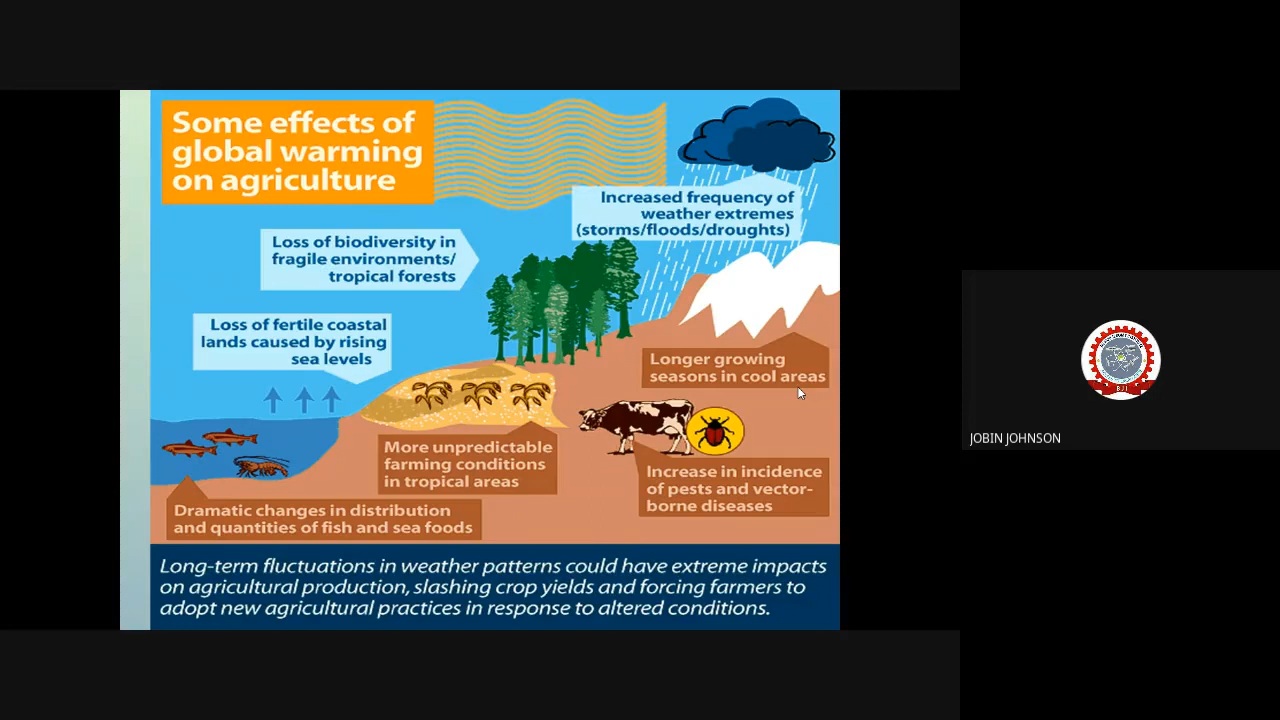 Some effects of
global warming
on agriculture
Increased frequency of
weather extremes
(storms/floods/droughts)
Loss of biodiversity in
fragile environments/
tropical forests
Loss of fertile coastal
lands caused by rising
sea levels
Longer growing
seasons in cool areas
More unpredictable
farming conditions
in tropical areas
Increase in incidence
of pests and vector-
borne diseases
Dramatic changes in distribution
and quantities of fish and sea foods
Long-term fluctuations in weather patterns could have extreme impacts
on agricultural production, slashing crop yields and forcing farmers to
adopt new agricultural practices in response to altered conditions.
JOBIN JOHNSON